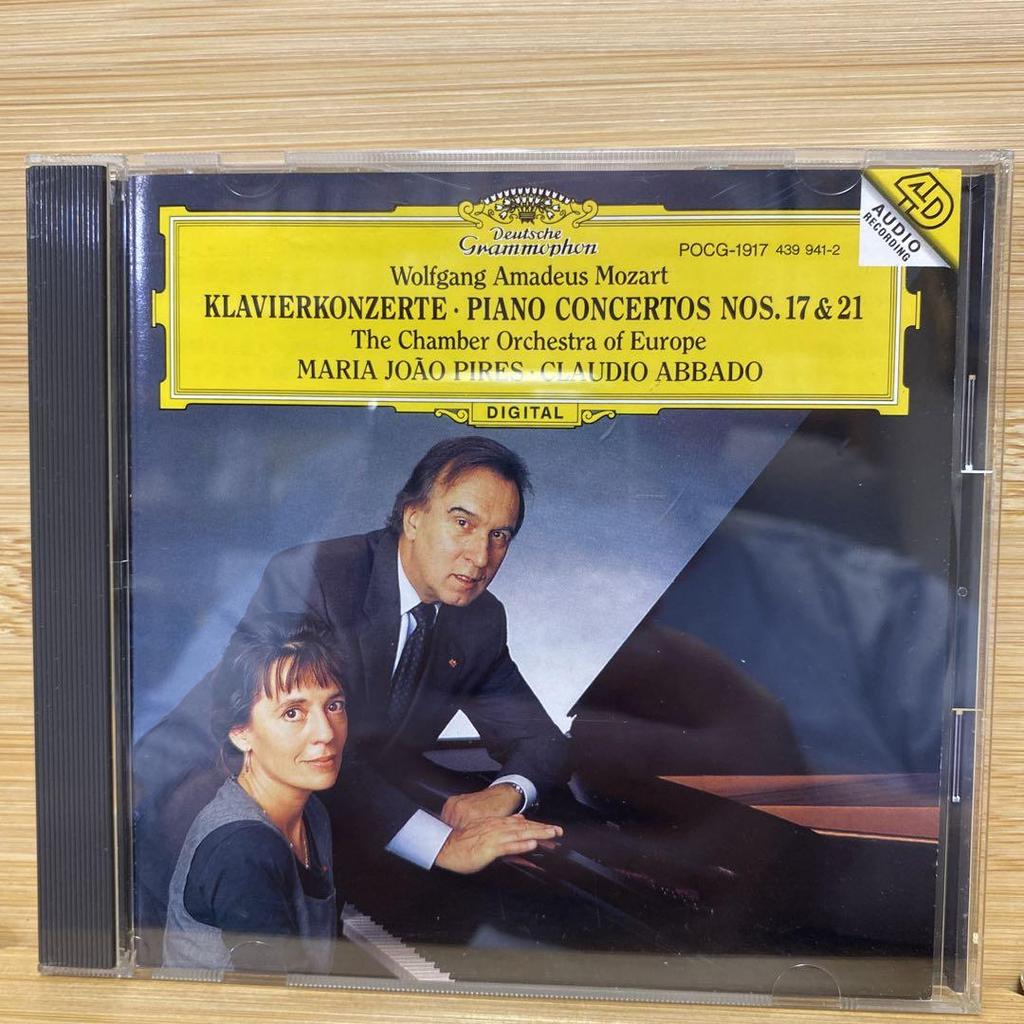 Deutsche
Grammophon
POCG-1917 439 941-2
4D
AUDIO
RECORDING
Wolfgang Amadeus Mozart
KLAVIERKONZERTE · PIANO CONCERTOS NOS. 17 & 21
The Chamber Orchestra of Europe
MARIA JOÃO PIRES · CLAUDIO ABBADO
DIGITAL